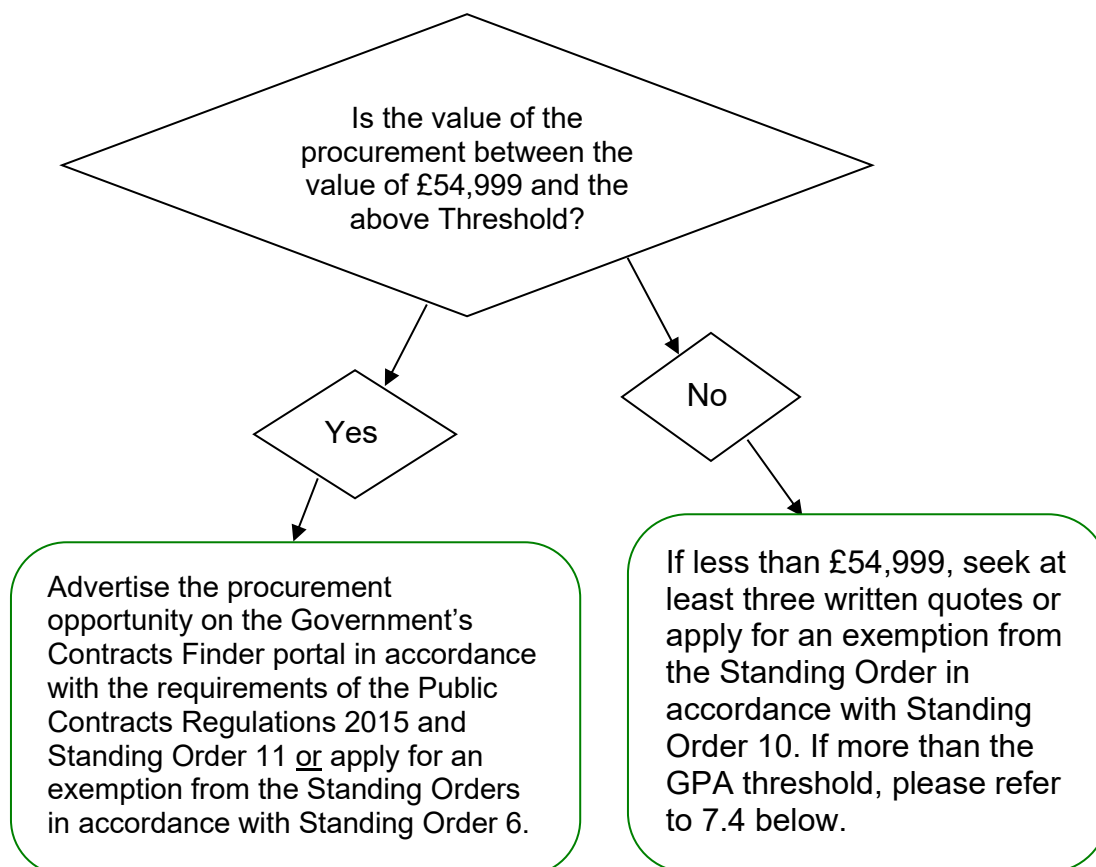 Is the value of the
procurement between the
value of £54,999 and the
above Threshold?
Yes
No
Advertise the procurement
opportunity on the Government’s
Contracts Finder portal in accordance
with the requirements of the Public
Contracts Regulations 2015 and
Standing Order 11 or apply for an
exemption from the Standing Orders
in accordance with Standing Order 6.
If less than £54,999, seek at
least three written quotes or
apply for an exemption from
the Standing Order in
accordance with Standing
Order 10. If more than the
GPA threshold, please refer
to 7.4 below.